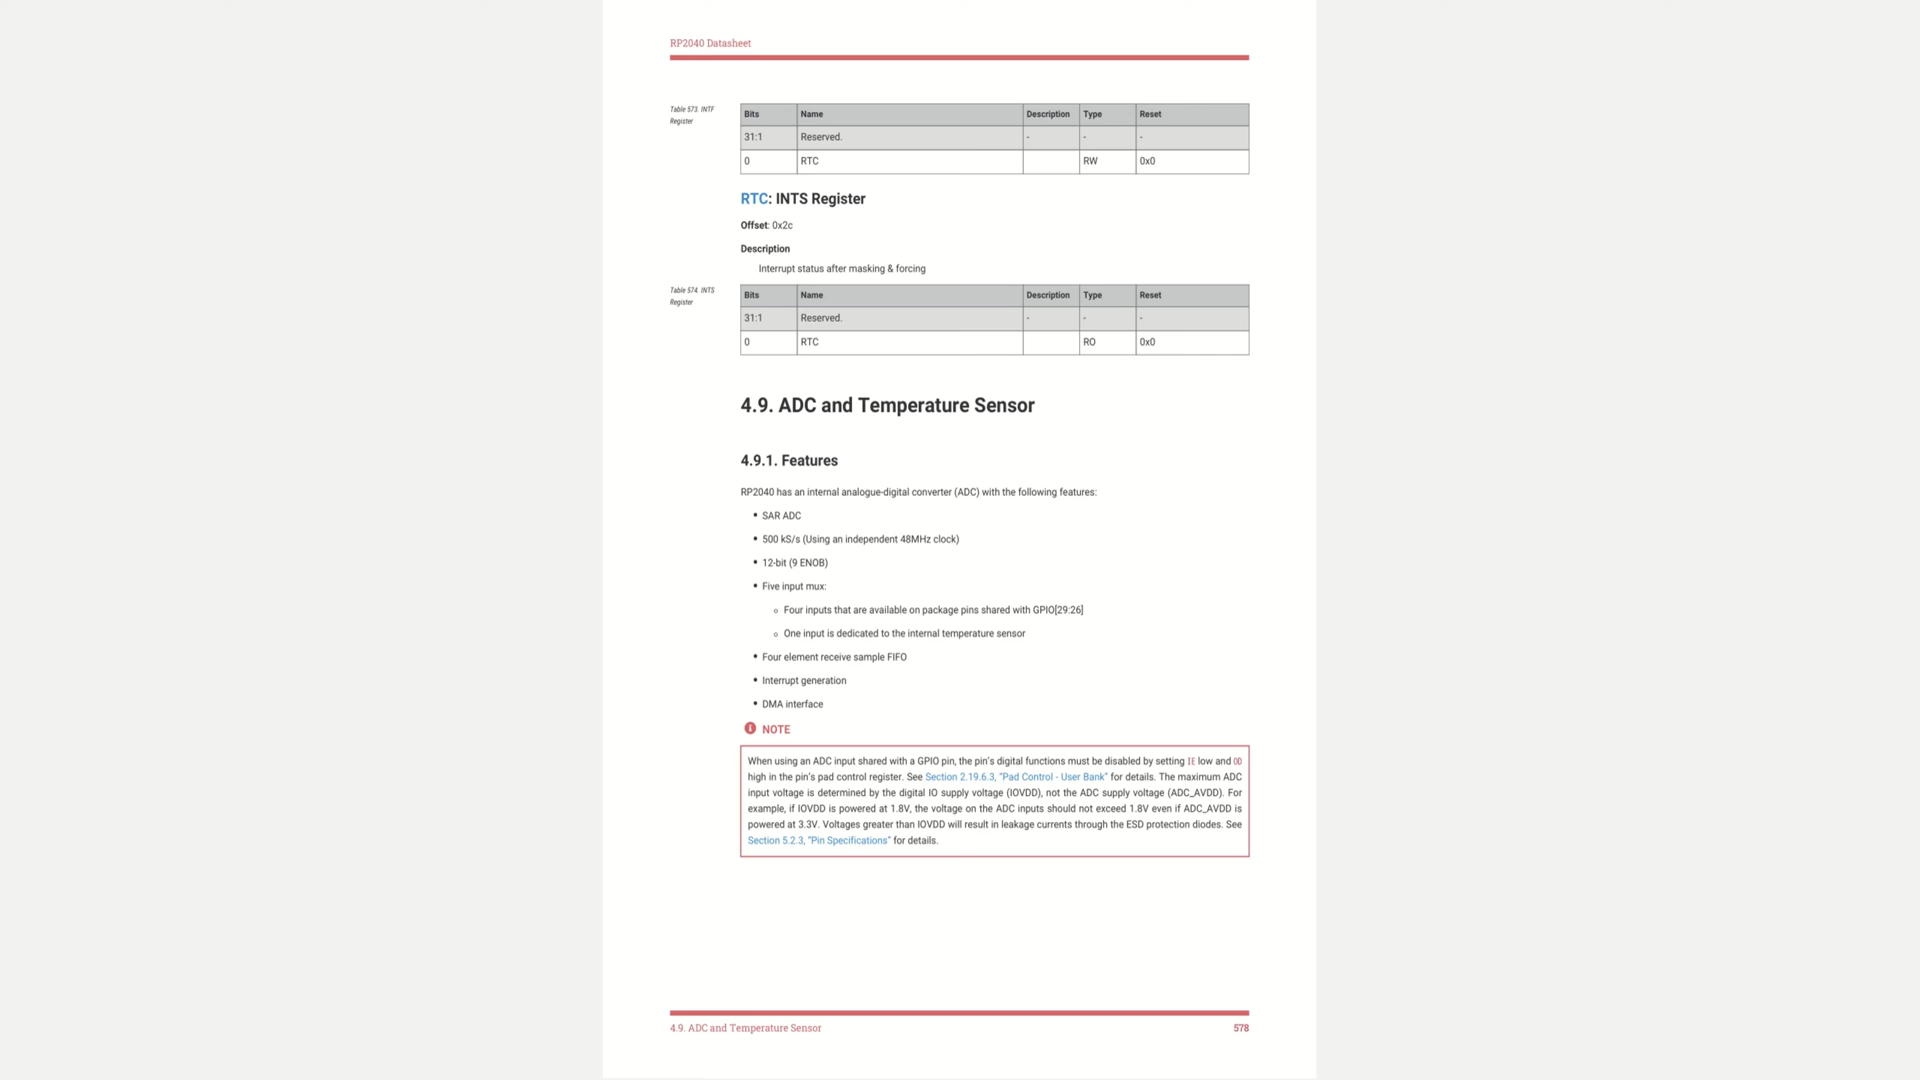 RP2040 Datasheet
Table 573. INTF
Register
Bits Name Description Type Reset
31:1 Reserved. - - -
0 RTC RW 0x0
RTC: INTS Register
Offset: 0x2c
Description
Interrupt status after masking & forcing
Table 574. INTS
Register
Bits Name Description Type Reset
31:1 Reserved. - - -
0 RTC RO 0x0
4.9. ADC and Temperature Sensor
4.9.1. Features
RP2040 has an internal analogue-digital converter (ADC) with the following features:
• SAR ADC
• 500 kS/s (Using an independent 48MHz clock)
• 12-bit (9 ENOB)
• Five input mux:
◦ Four inputs that are available on package pins shared with GPIO[29:26]
◦ One input is dedicated to the internal temperature sensor
• Four element receive sample FIFO
• Interrupt generation
• DMA interface
NOTE
When using an ADC input shared with a GPIO pin, the pin's digital functions must be disabled by setting IE low and OD
high in the pin's pad control register. See Section 2.19.6.3, "Pad Control - User Bank" for details. The maximum ADC
input voltage is determined by the digital IO supply voltage (IOVDD), not the ADC supply voltage (ADC_AVDD). For
example, if IOVDD is powered at 1.8V, the voltage on the ADC inputs should not exceed 1.8V even if ADC_AVDD is
powered at 3.3V. Voltages greater than IOVDD will result in leakage currents through the ESD protection diodes. See
Section 5.2.3, "Pin Specifications" for details.
4.9. ADC and Temperature Sensor 578